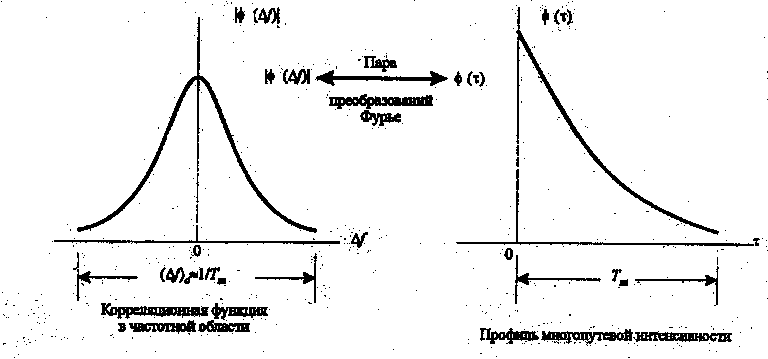 |ϕ (Δf)|
ϕ (τ)
|ϕ (Δf)|
Пара
ϕ (τ)
преобразований
Фурье
0
Δf
0
τ
(Δf)d≈1/Tm
Tm
Корреляционная функция
в частотной области
Профиль многопутевой интенсивности